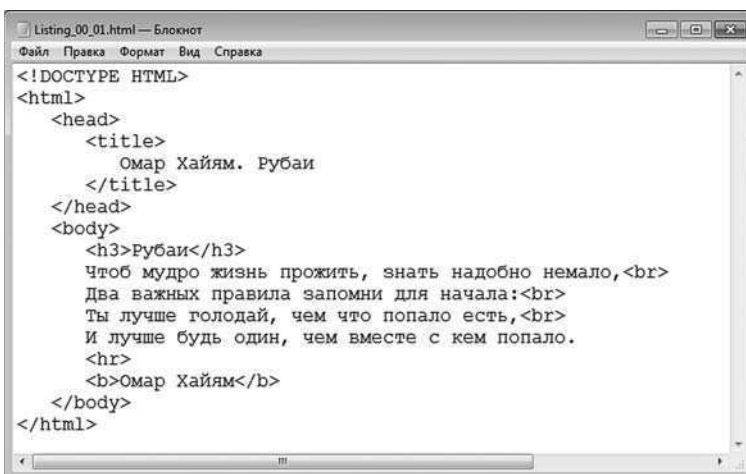 Listing_00_01.html — Блокнот
Файл Правка Формат Вид Справка
<!DOCTYPE HTML>
<html>
<head>
<title>
Омар Хайям. Рубаи
</title>
</head>
<body>
<h3>Рубаи</h3>
Чтоб мудро жизнь прожить, знать надобно немало,<br>
Два важных правила запомни для начала:<br>
Ты лучше голодай, чем что попало есть,<br>
И лучше будь один, чем вместе с кем попало.
<hr>
<b>Омар Хайям</b>
</body>
</html>